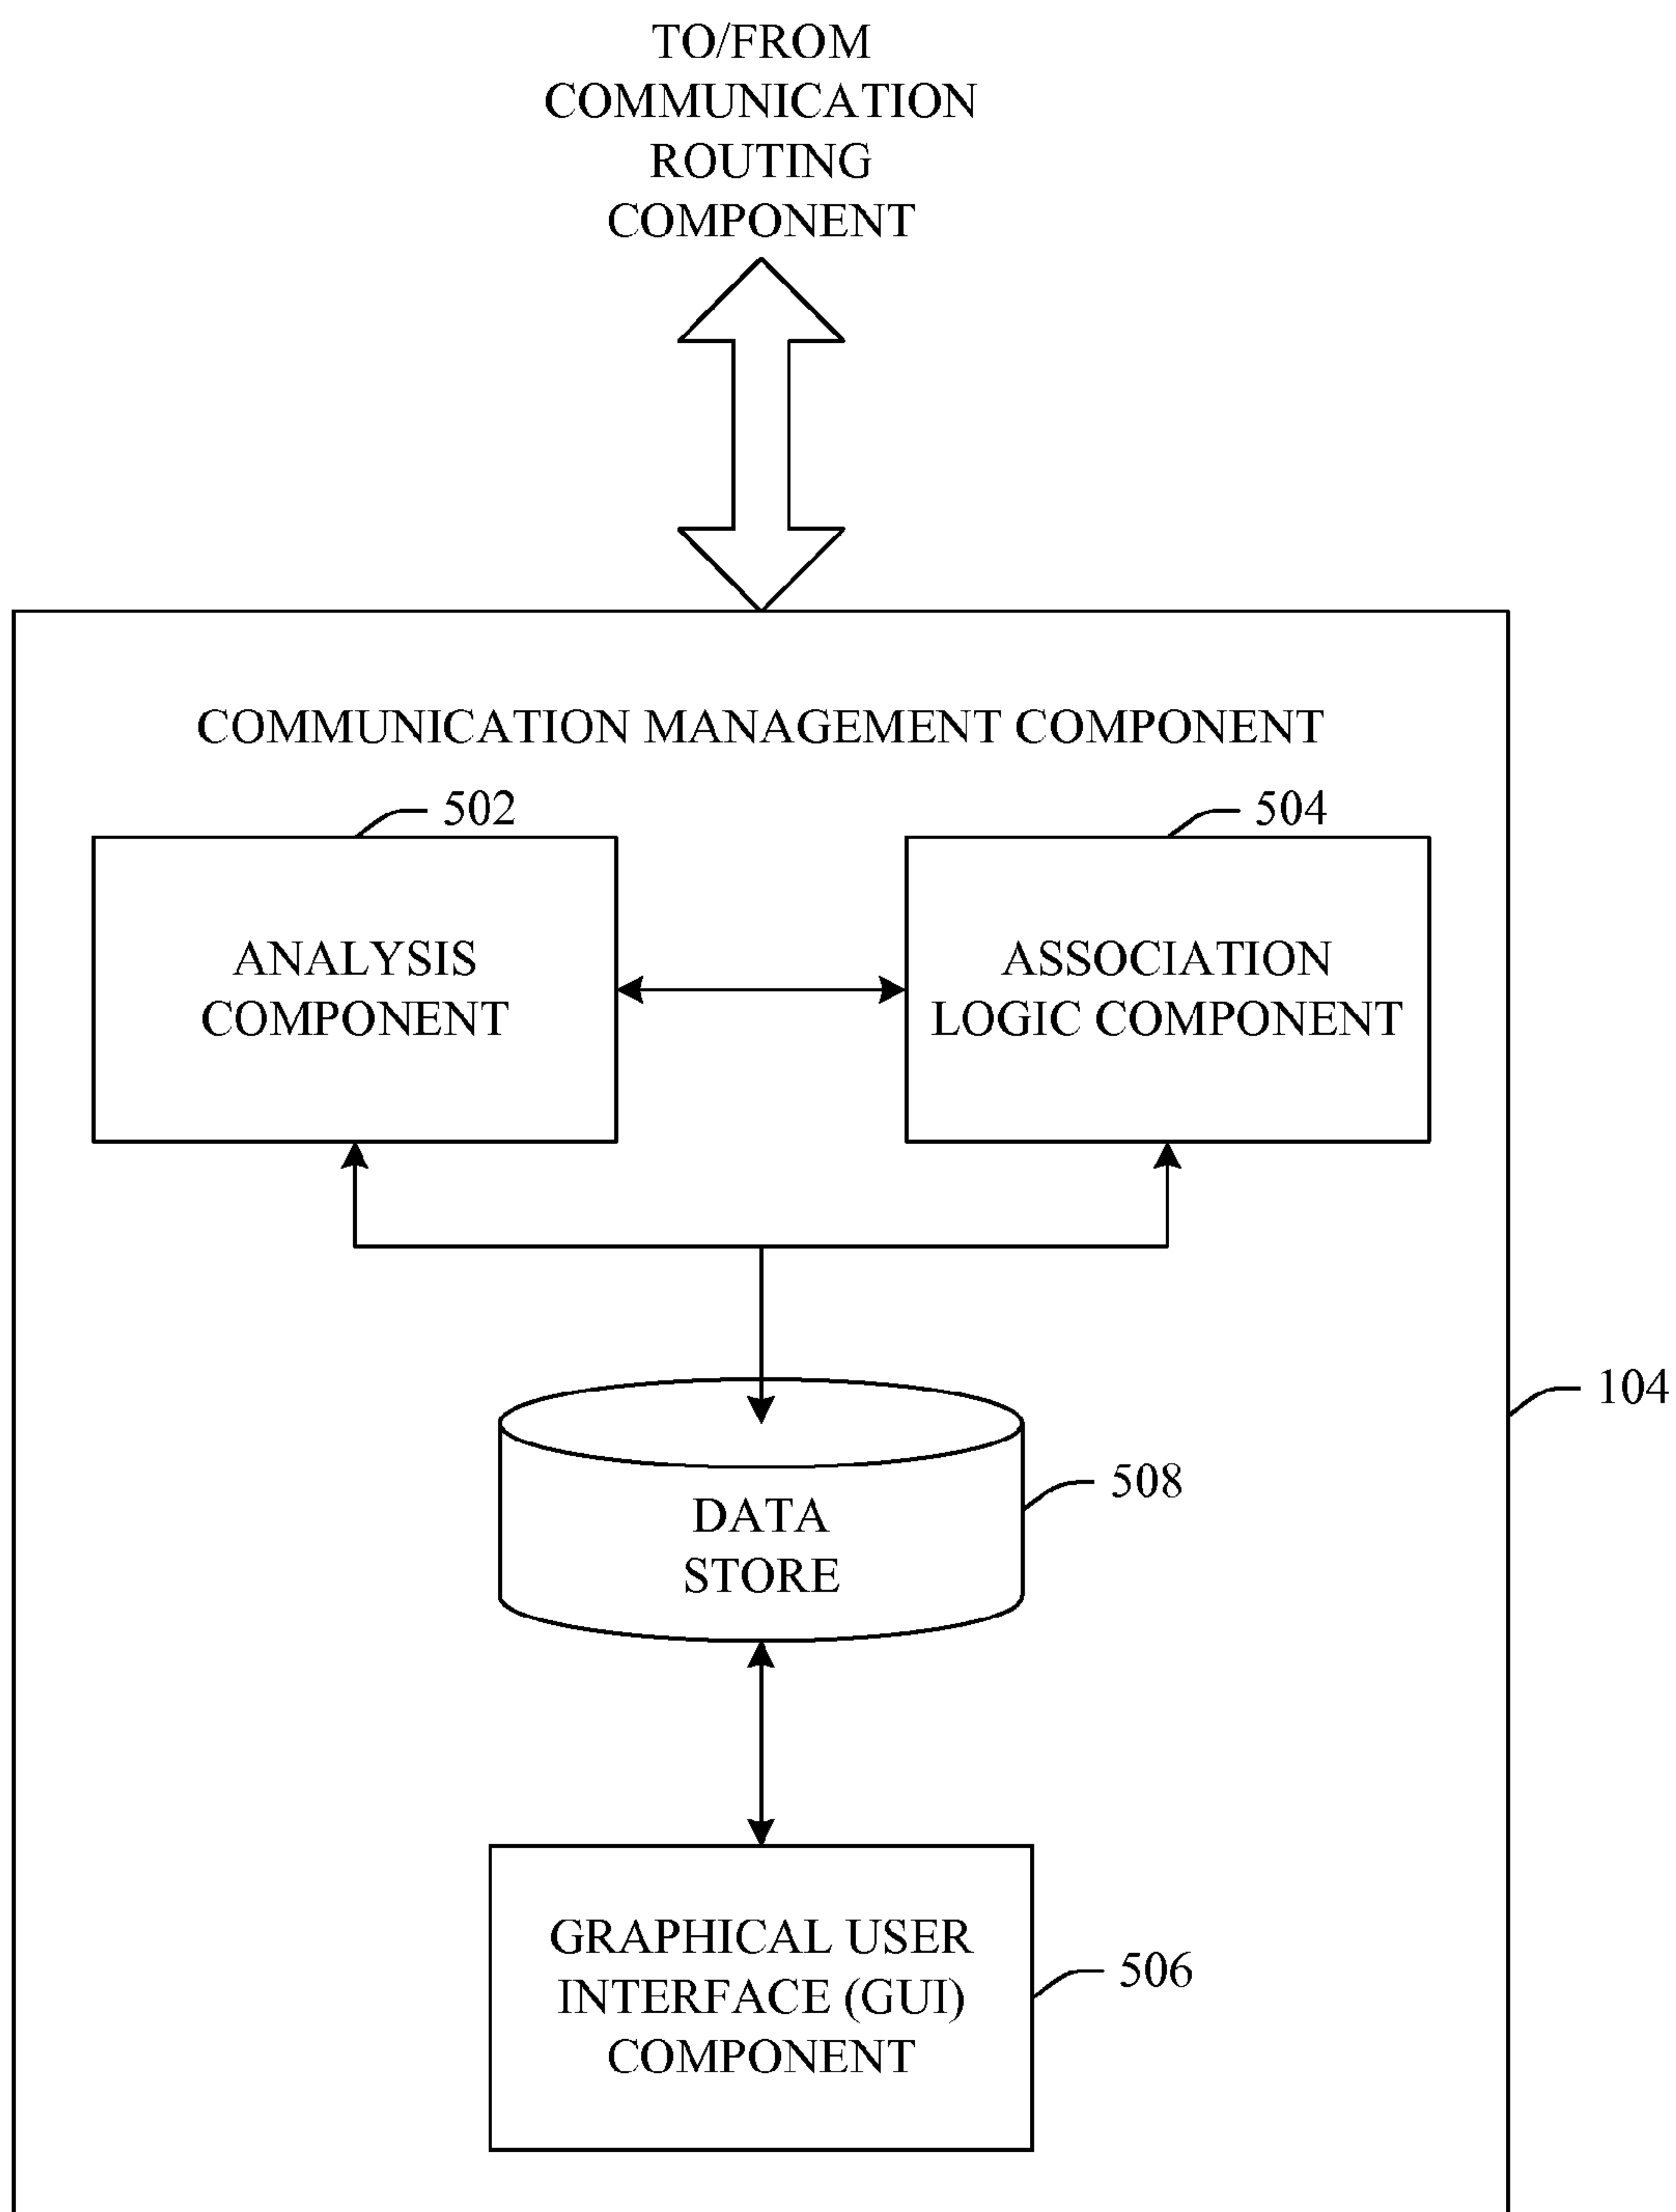 TO/FROM
COMMUNICATION
ROUTING
COMPONENT
COMMUNICATION MANAGEMENT COMPONENT
502
504
ANALYSIS
COMPONENT
ASSOCIATION
LOGIC COMPONENT
104
508
DATA
STORE
GRAPHICAL USER
INTERFACE (GUI)
COMPONENT
506